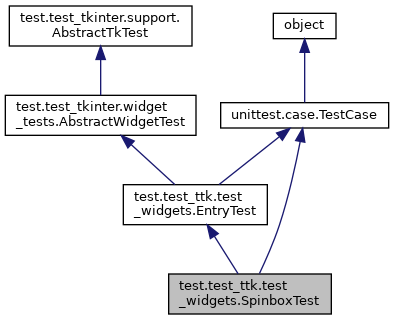 test.test_tkinter.support.
AbstractTkTest
object
test.test_tkinter.widget
_tests.AbstractWidgetTest
unittest.case.TestCase
test.test_ttk.test
_widgets.EntryTest
test.test_ttk.test
_widgets.SpinboxTest